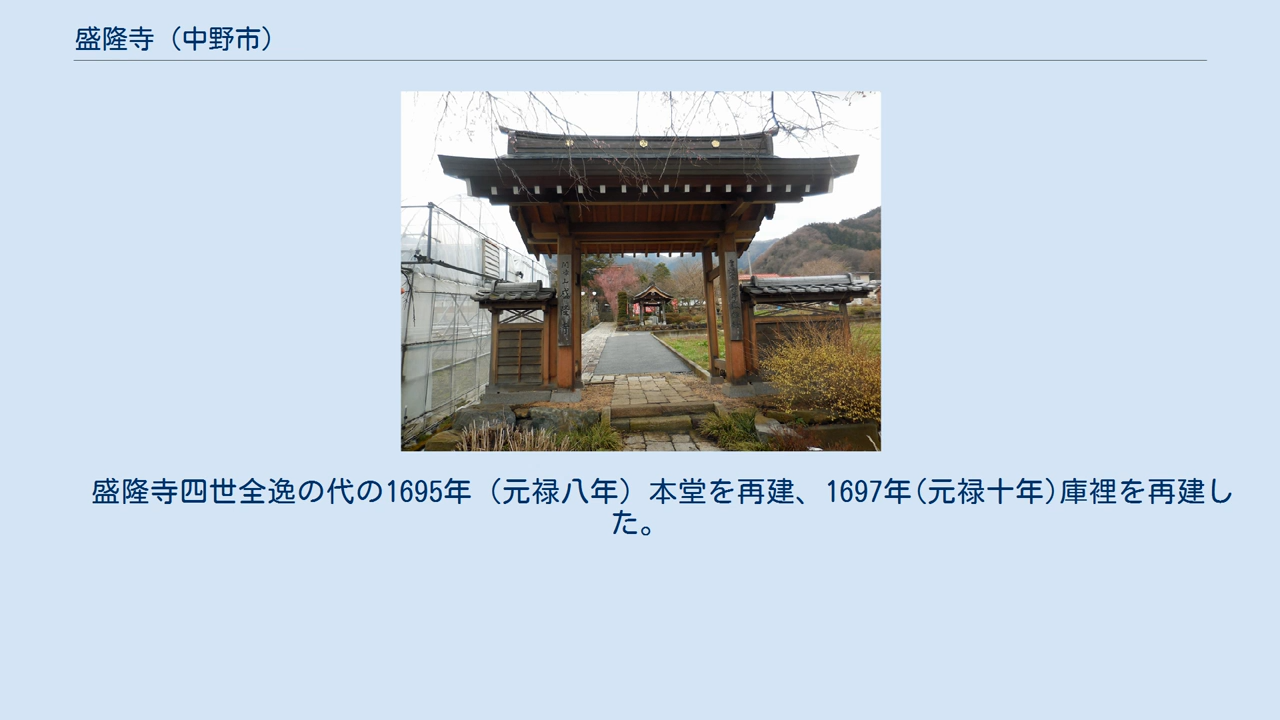 盛隆寺（中野市）
盛隆寺四世全逸の代の1695年（元禄八年）本堂を再建、1697年(元禄十年)庫裡を再建し
た。